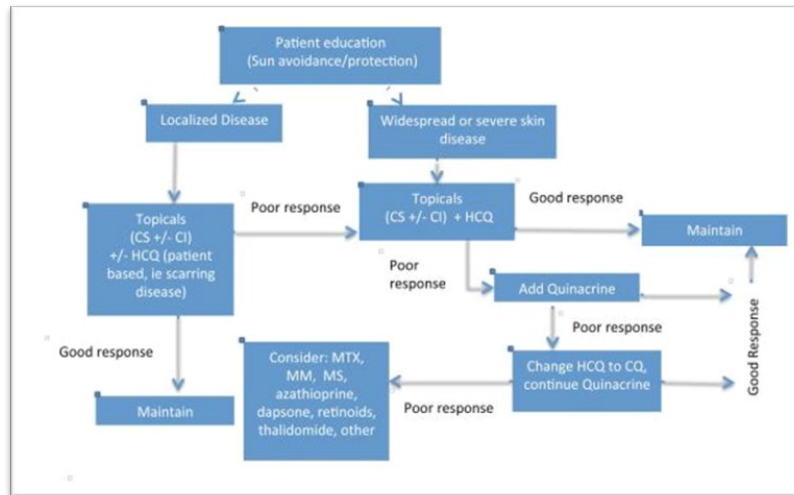 Patient education
(Sun avoidance/protection)
Localized Disease
Widespread or severe skin
disease
Topicals
(CS +/- CI)
+/- HCQ (patient
based, ie scarring
disease)
Poor response
Topicals
(CS +/- CI) + HCQ
Good response
Maintain
Poor
response
Add Quinacrine
Poor response
Good Response
Change HCQ to CQ,
continue Quinacrine
Poor response
Consider: MTX,
MM, MS,
azathioprine,
dapsone, retinoids,
thalidomide, other
Good response
Maintain